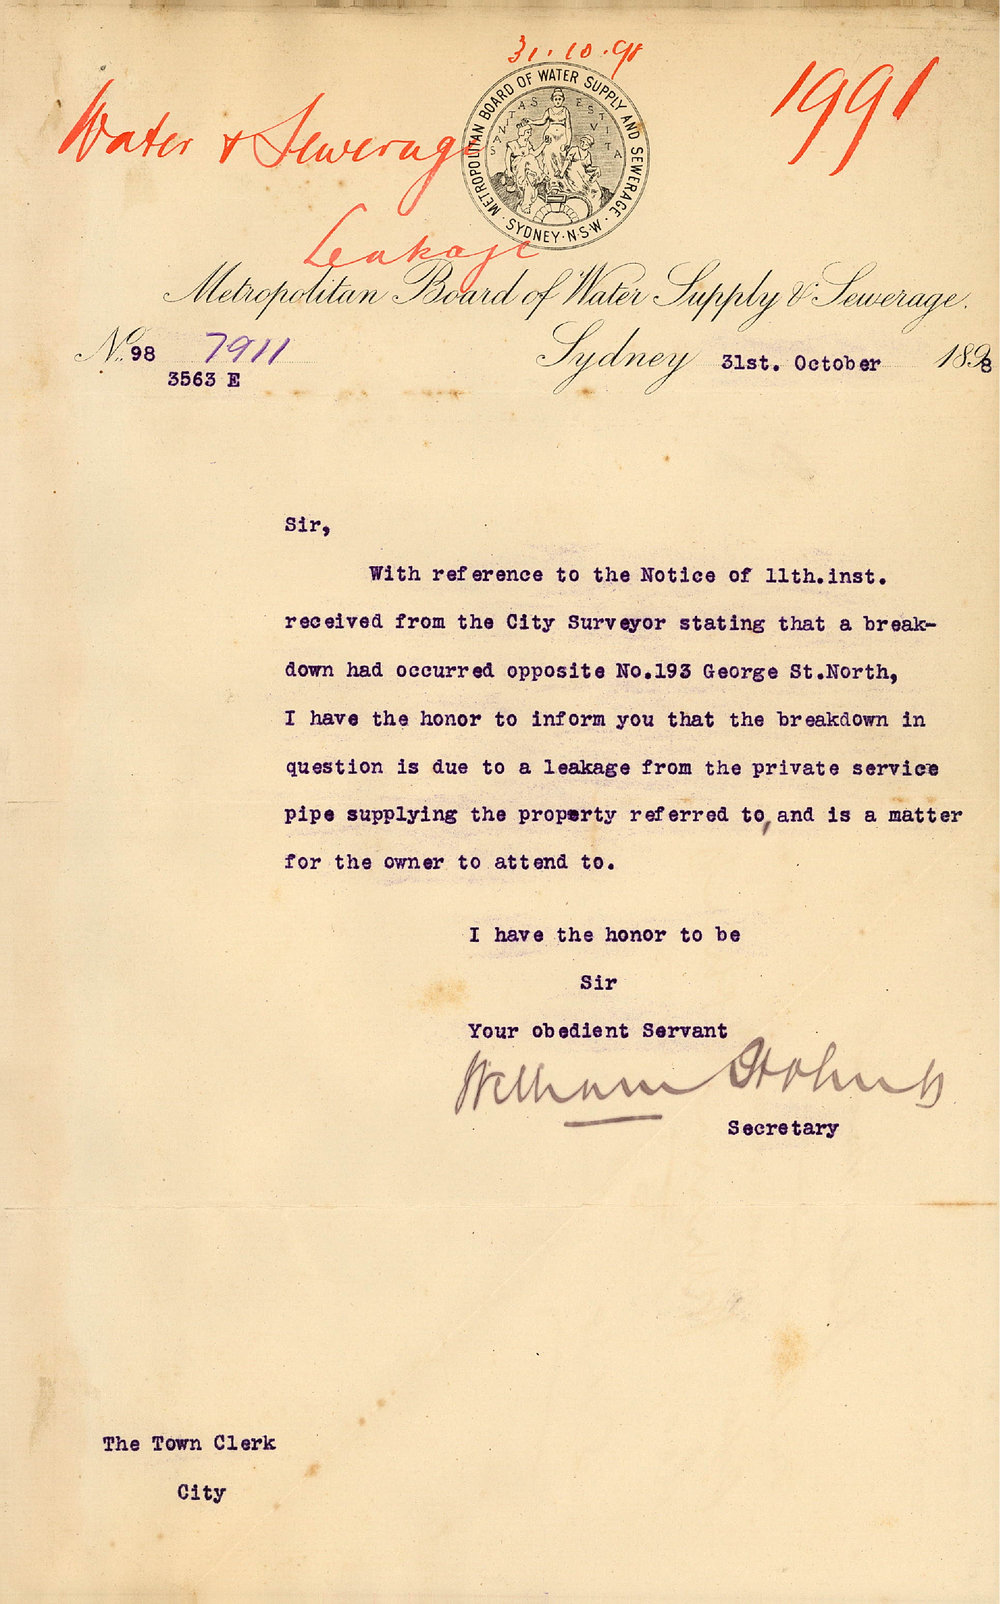 31.10.98
1991
Water & Sewerage
Leakage
METROPOLITAN BOARD OF WATER SUPPLY AND SEWERAGE
SANITAS EST VITA
SYDNEY·N·S·W·
Metropolitan Board of Water Supply & Sewerage.
No. 98 7911
3563 E
Sydney 31st. October 1898
Sir,
With reference to the Notice of 11th.inst.
received from the City Surveyor stating that a break-
down had occurred opposite No.193 George St.North,
I have the honor to inform you that the breakdown in
question is due to a leakage from the private service
pipe supplying the property referred to, and is a matter
for the owner to attend to.
I have the honor to be
Sir
Your obedient Servant
William
Secretary
The Town Clerk
City